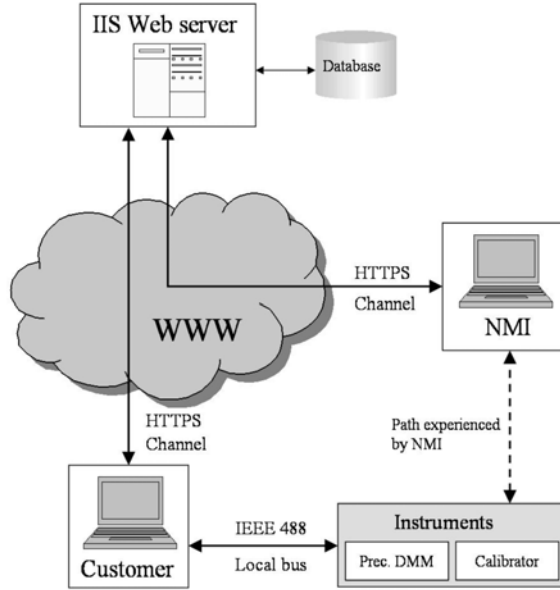 IIS Web server
Database
HTTPS
Channel
WWW
NMI
HTTPS
Channel
Path experienced
by NMI
Customer
IEEE 488
Local bus
Instruments
Prec. DMM
Calibrator